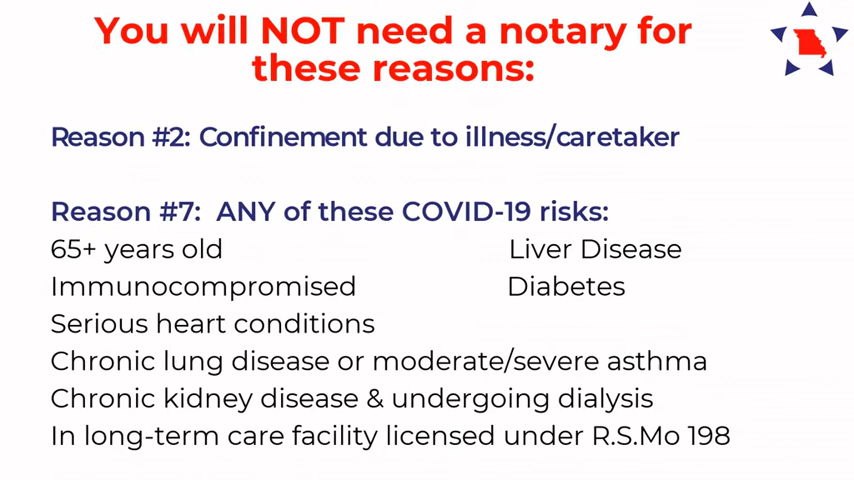 You will NOT need a notary for
these reasons:
Reason #2: Confinement due to illness/caretaker
Reason #7: ANY of these COVID-19 risks:
65+ years old
Liver Disease
Immunocompromised
Diabetes
Serious heart conditions
Chronic lung disease or moderate/severe asthma
Chronic kidney disease & undergoing dialysis
In long-term care facility licensed under R.S.Mo 198